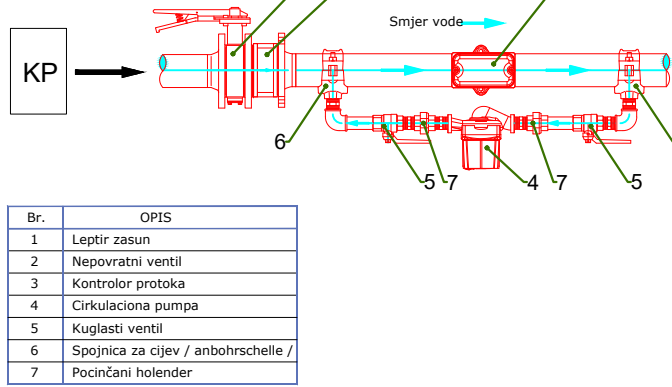 Smjer vode
KP
6
5
7
4
7
5
Br. OPIS
1 Leptir zasun
2 Nepovratni ventil
3 Kontrolor protoka
4 Cirkulaciona pumpa
5 Kuglasti ventil
6 Spojnica za cijev / anbohrschelle /
7 Pocinčani holender